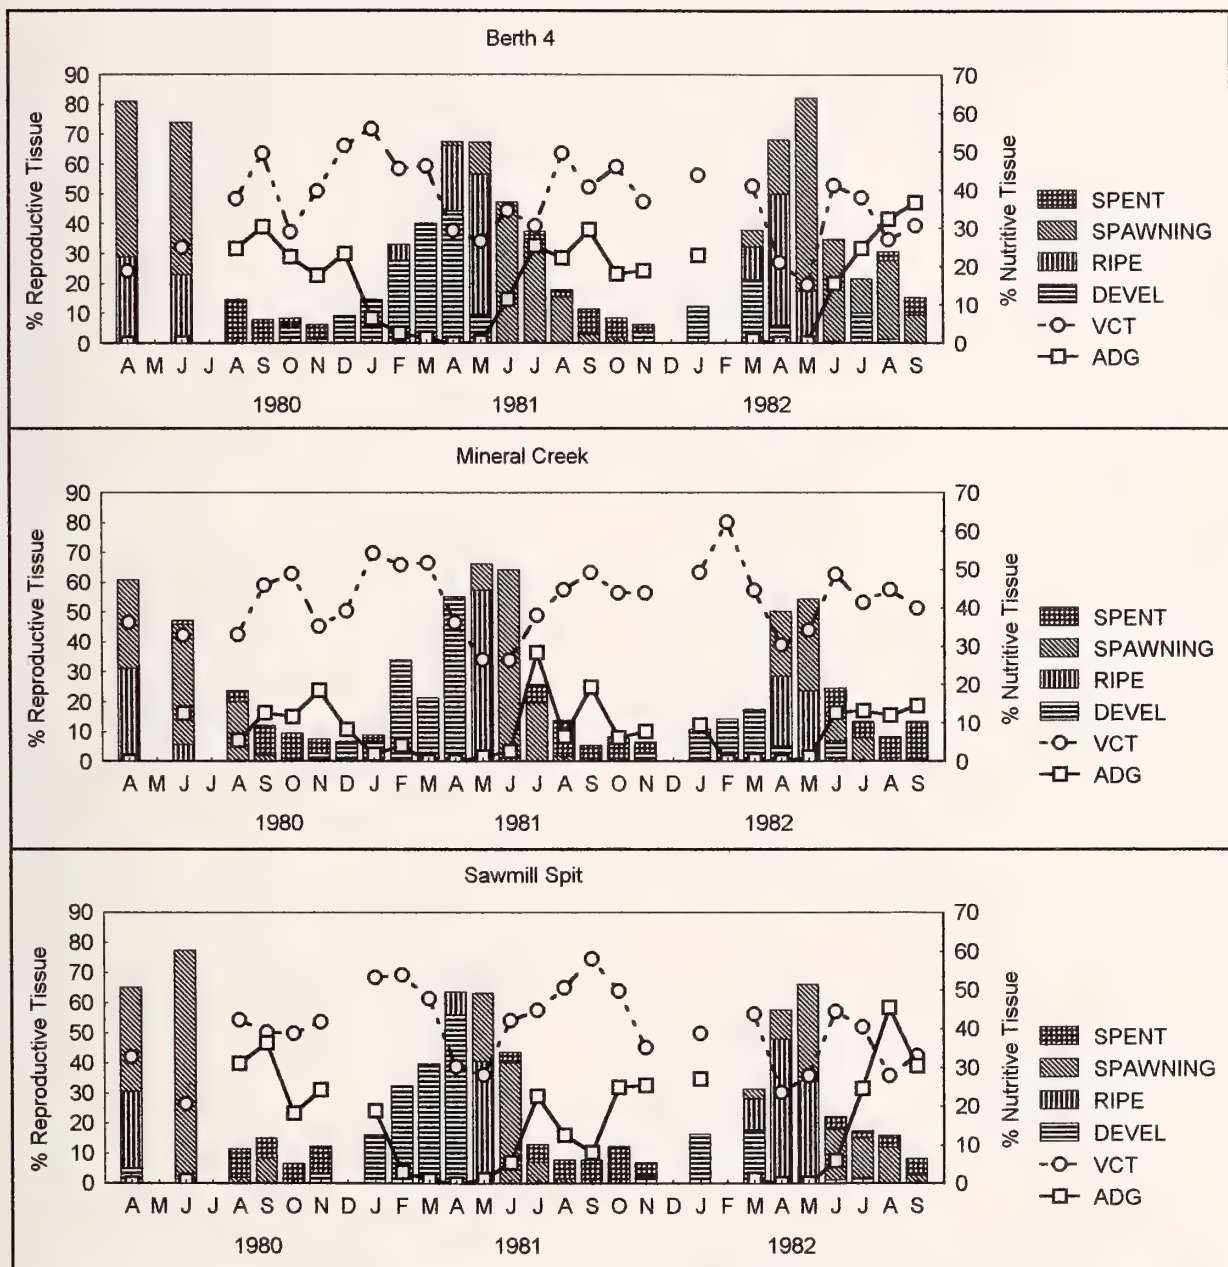 Berth 4
90 80 70 60 50 40 30 20 10 0
% Reproductive Tissue
70 60 50 40 30 20 10 0
% Nutritive Tissue
SPENT
SPAWNING
RIPE
DEVEL
VCT
ADG
A M J J A S O N D J F M A M J J A S O N D J F M A M J J A S
1980 1981 1982
Mineral Creek
90 80 70 60 50 40 30 20 10 0
% Reproductive Tissue
70 60 50 40 30 20 10 0
% Nutritive Tissue
SPENT
SPAWNING
RIPE
DEVEL
VCT
ADG
A M J J A S O N D J F M A M J J A S O N D J F M A M J J A S
1980 1981 1982
Sawmill Spit
90 80 70 60 50 40 30 20 10 0
% Reproductive Tissue
70 60 50 40 30 20 10 0
% Nutritive Tissue
SPENT
SPAWNING
RIPE
DEVEL
VCT
ADG
A M J J A S O N D J F M A M J J A S O N D J F M A M J J A S
1980 1981 1982